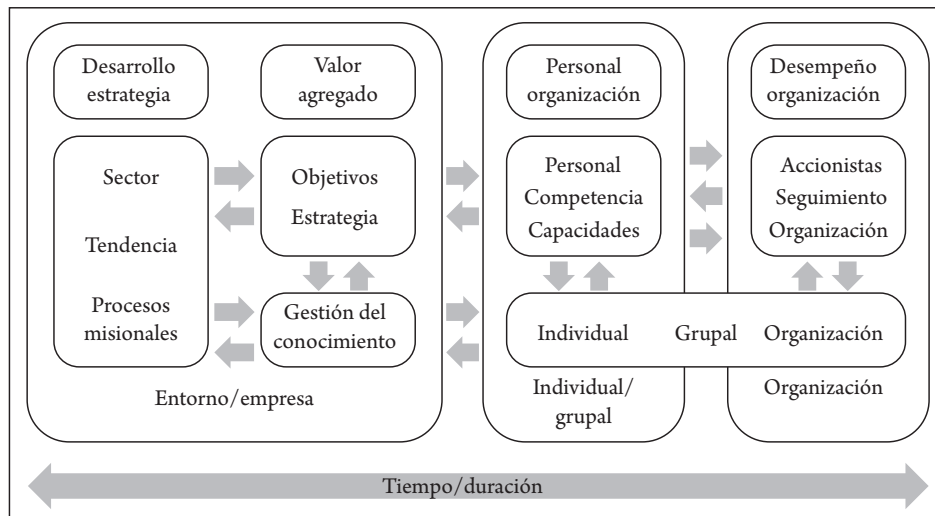 Desarrollo
estrategia
Valor
agregado
Personal
organización
Desempeño
organización
Sector
Tendencia
Procesos
misionales
Objetivos
Estrategia
Gestión del
conocimiento
Personal
Competencia
Capacidades
Accionistas
Seguimiento
Organización
Individual
Grupal
Organización
Entorno/empresa
Individual/
grupal
Organización
Tiempo/duración